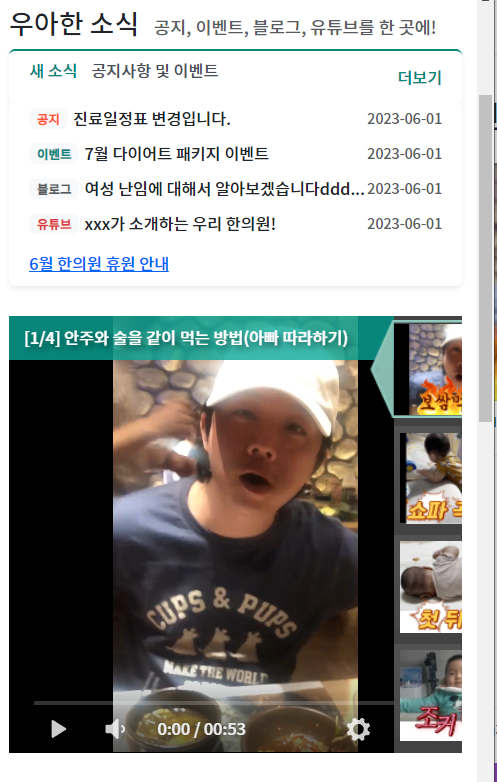 우아한 소식 공지, 이벤트, 블로그, 유튜브를 한 곳에!
새 소식 공지사항 및 이벤트 더보기
공지 진료일정표 변경입니다. 2023-06-01
이벤트 7월 다이어트 패키지 이벤트 2023-06-01
블로그 여성 난임에 대해서 알아보겠습니다ddd... 2023-06-01
유튜브 xxx가 소개하는 우리 한의원! 2023-06-01
6월 한의원 휴원 안내
[1/4] 안주와 술을 같이 먹는 방법(아빠 따라하기)
보쌈먹
쇼파
첫 뒤
조키
CUPS & PUPS
MAKE THE WORLD
0:00 / 00:53